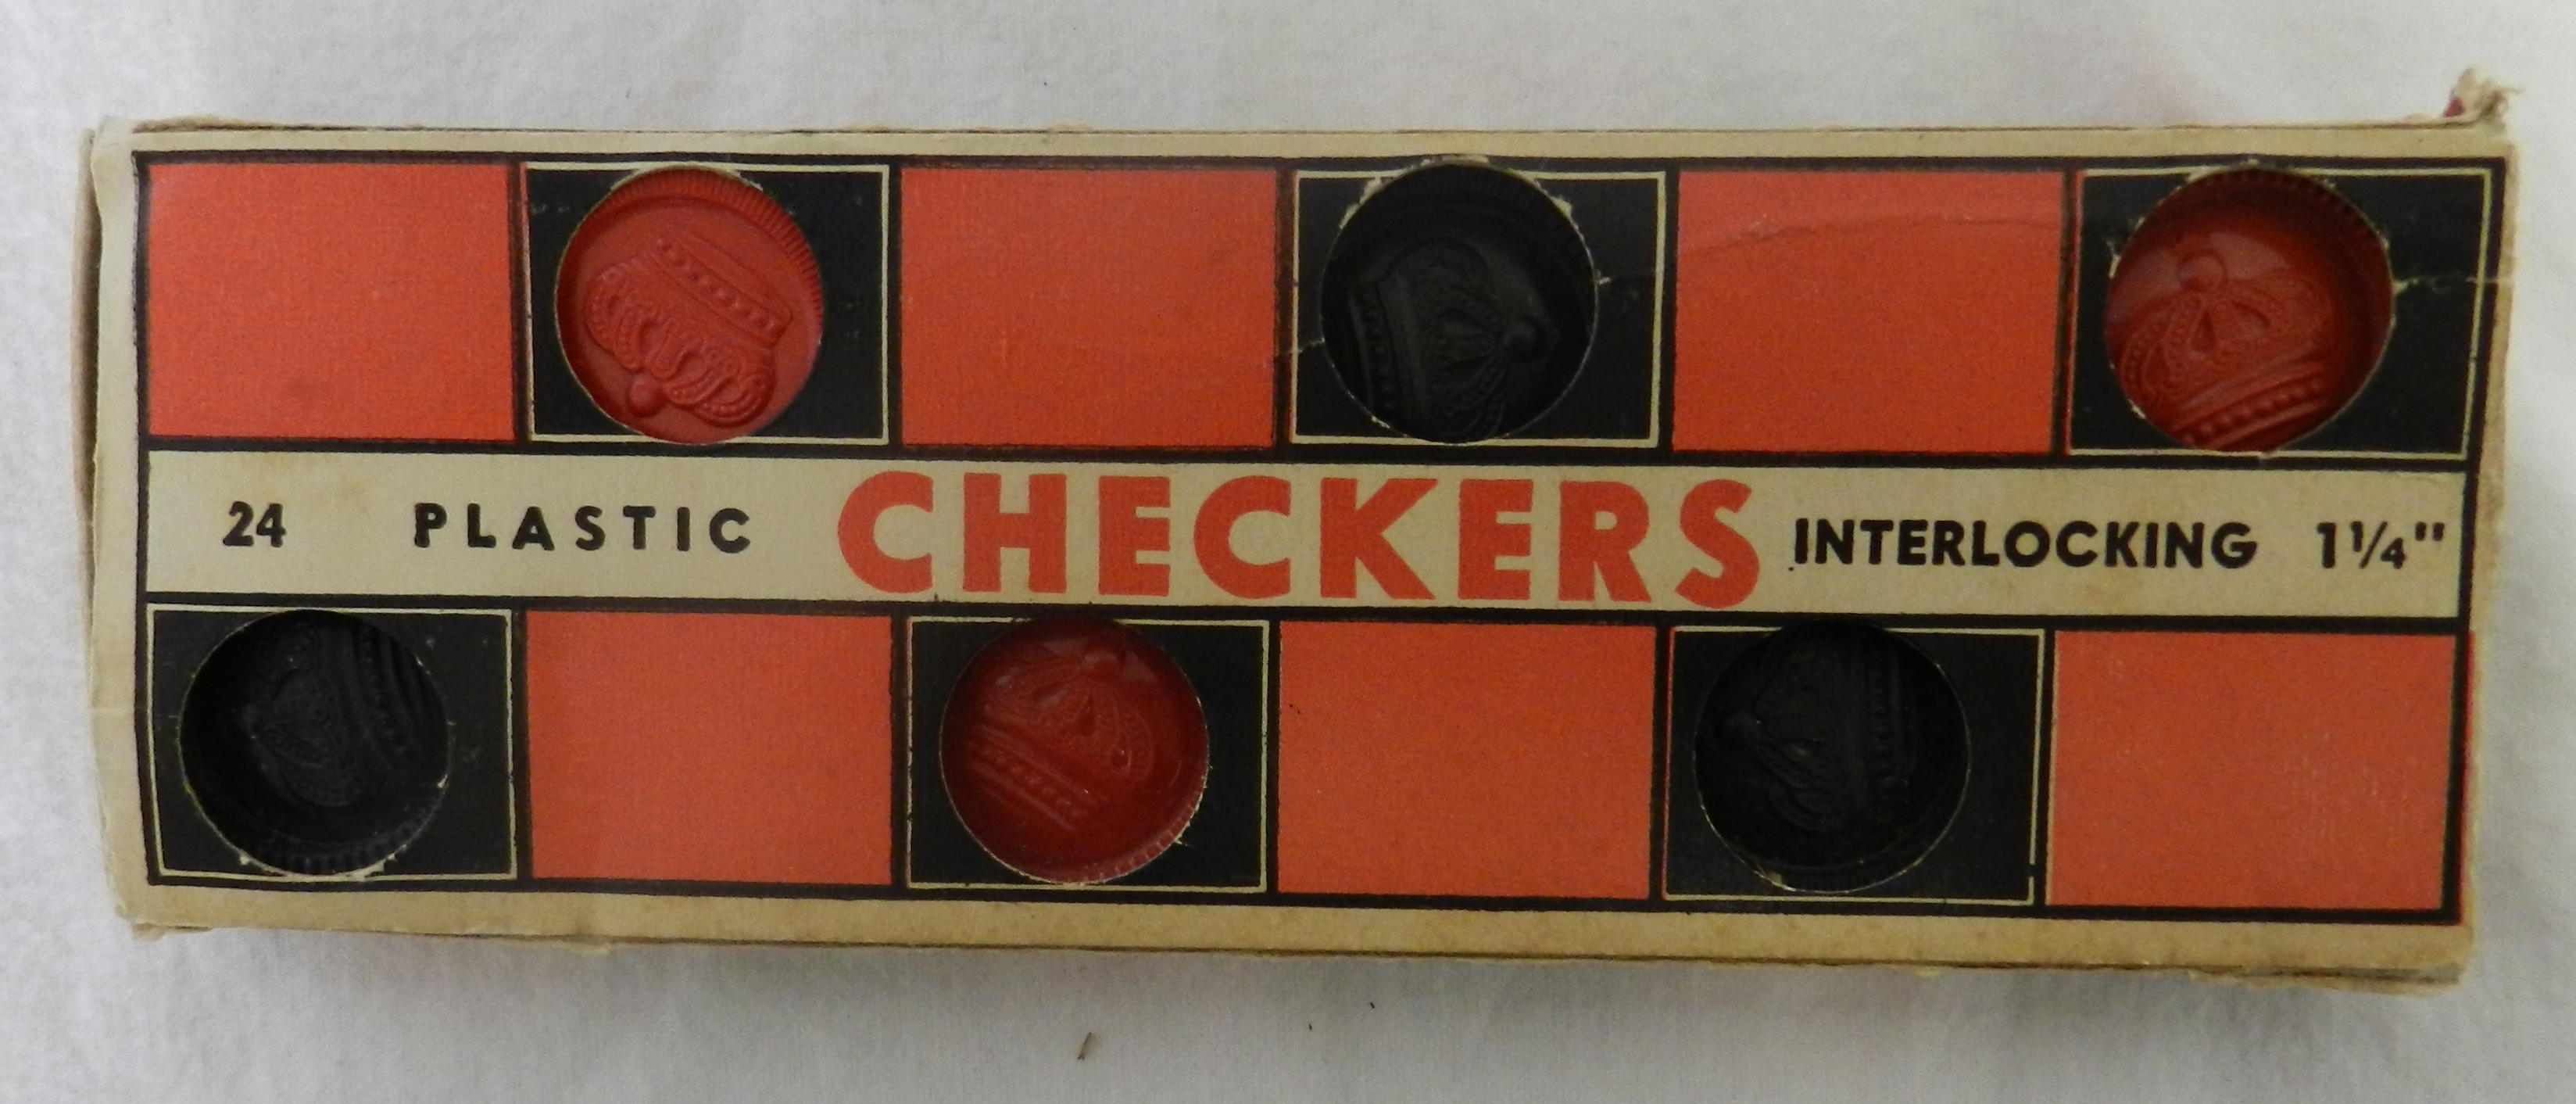 24 PLASTIC CHECKERS INTERLOCKING 1¼"